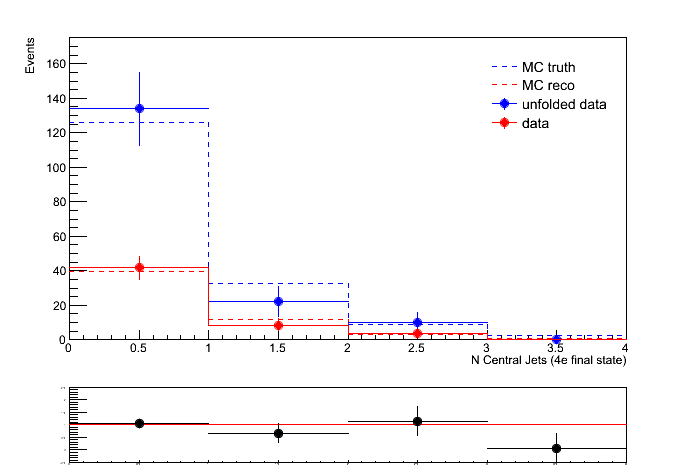 Events
160
140
120
100
80
60
40
20
0
MC truth
MC reco
unfolded data
data
0 0.5 1 1.5 2 2.5 3 3.5 4
N Central Jets (4e final state)